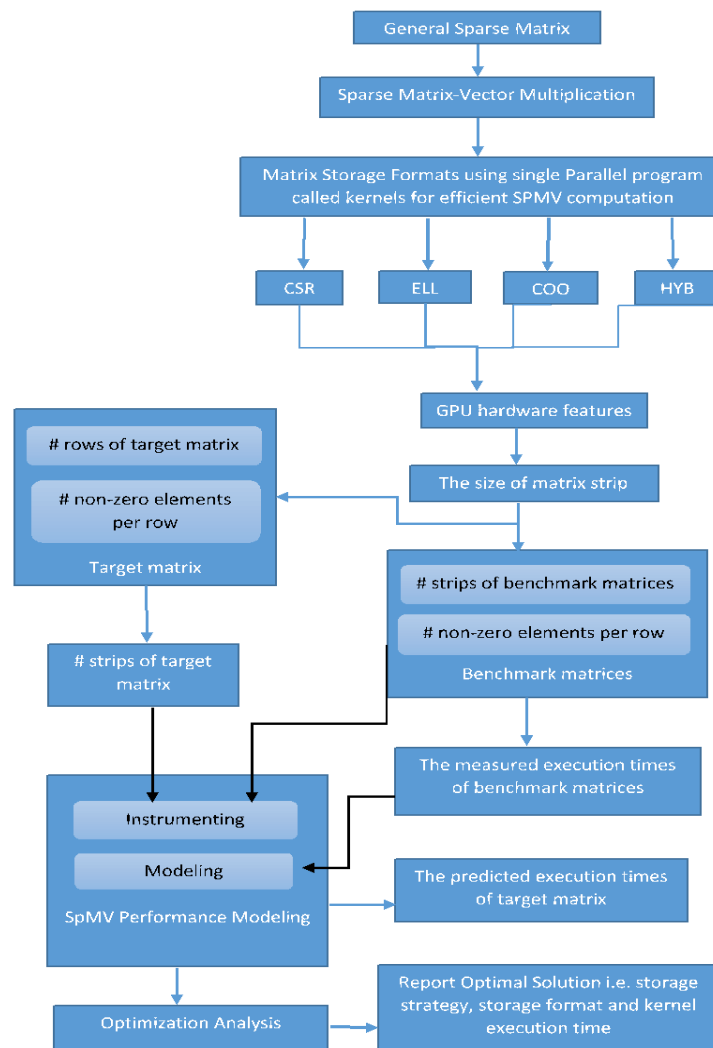 General Sparse Matrix
Sparse Matrix-Vector Multiplication
Matrix Storage Formats using single Parallel program
called kernels for efficient SPMV computation
CSR
ELL
COO
HYB
GPU hardware features
The size of matrix strip
# rows of target matrix
# non-zero elements
per row
Target matrix
# strips of benchmark matrices
# non-zero elements per row
Benchmark matrices
# strips of target
matrix
The measured execution times
of benchmark matrices
Instrumenting
Modeling
SpMV Performance Modeling
The predicted execution times
of target matrix
Optimization Analysis
Report Optimal Solution i.e. storage
strategy, storage format and kernel
execution time